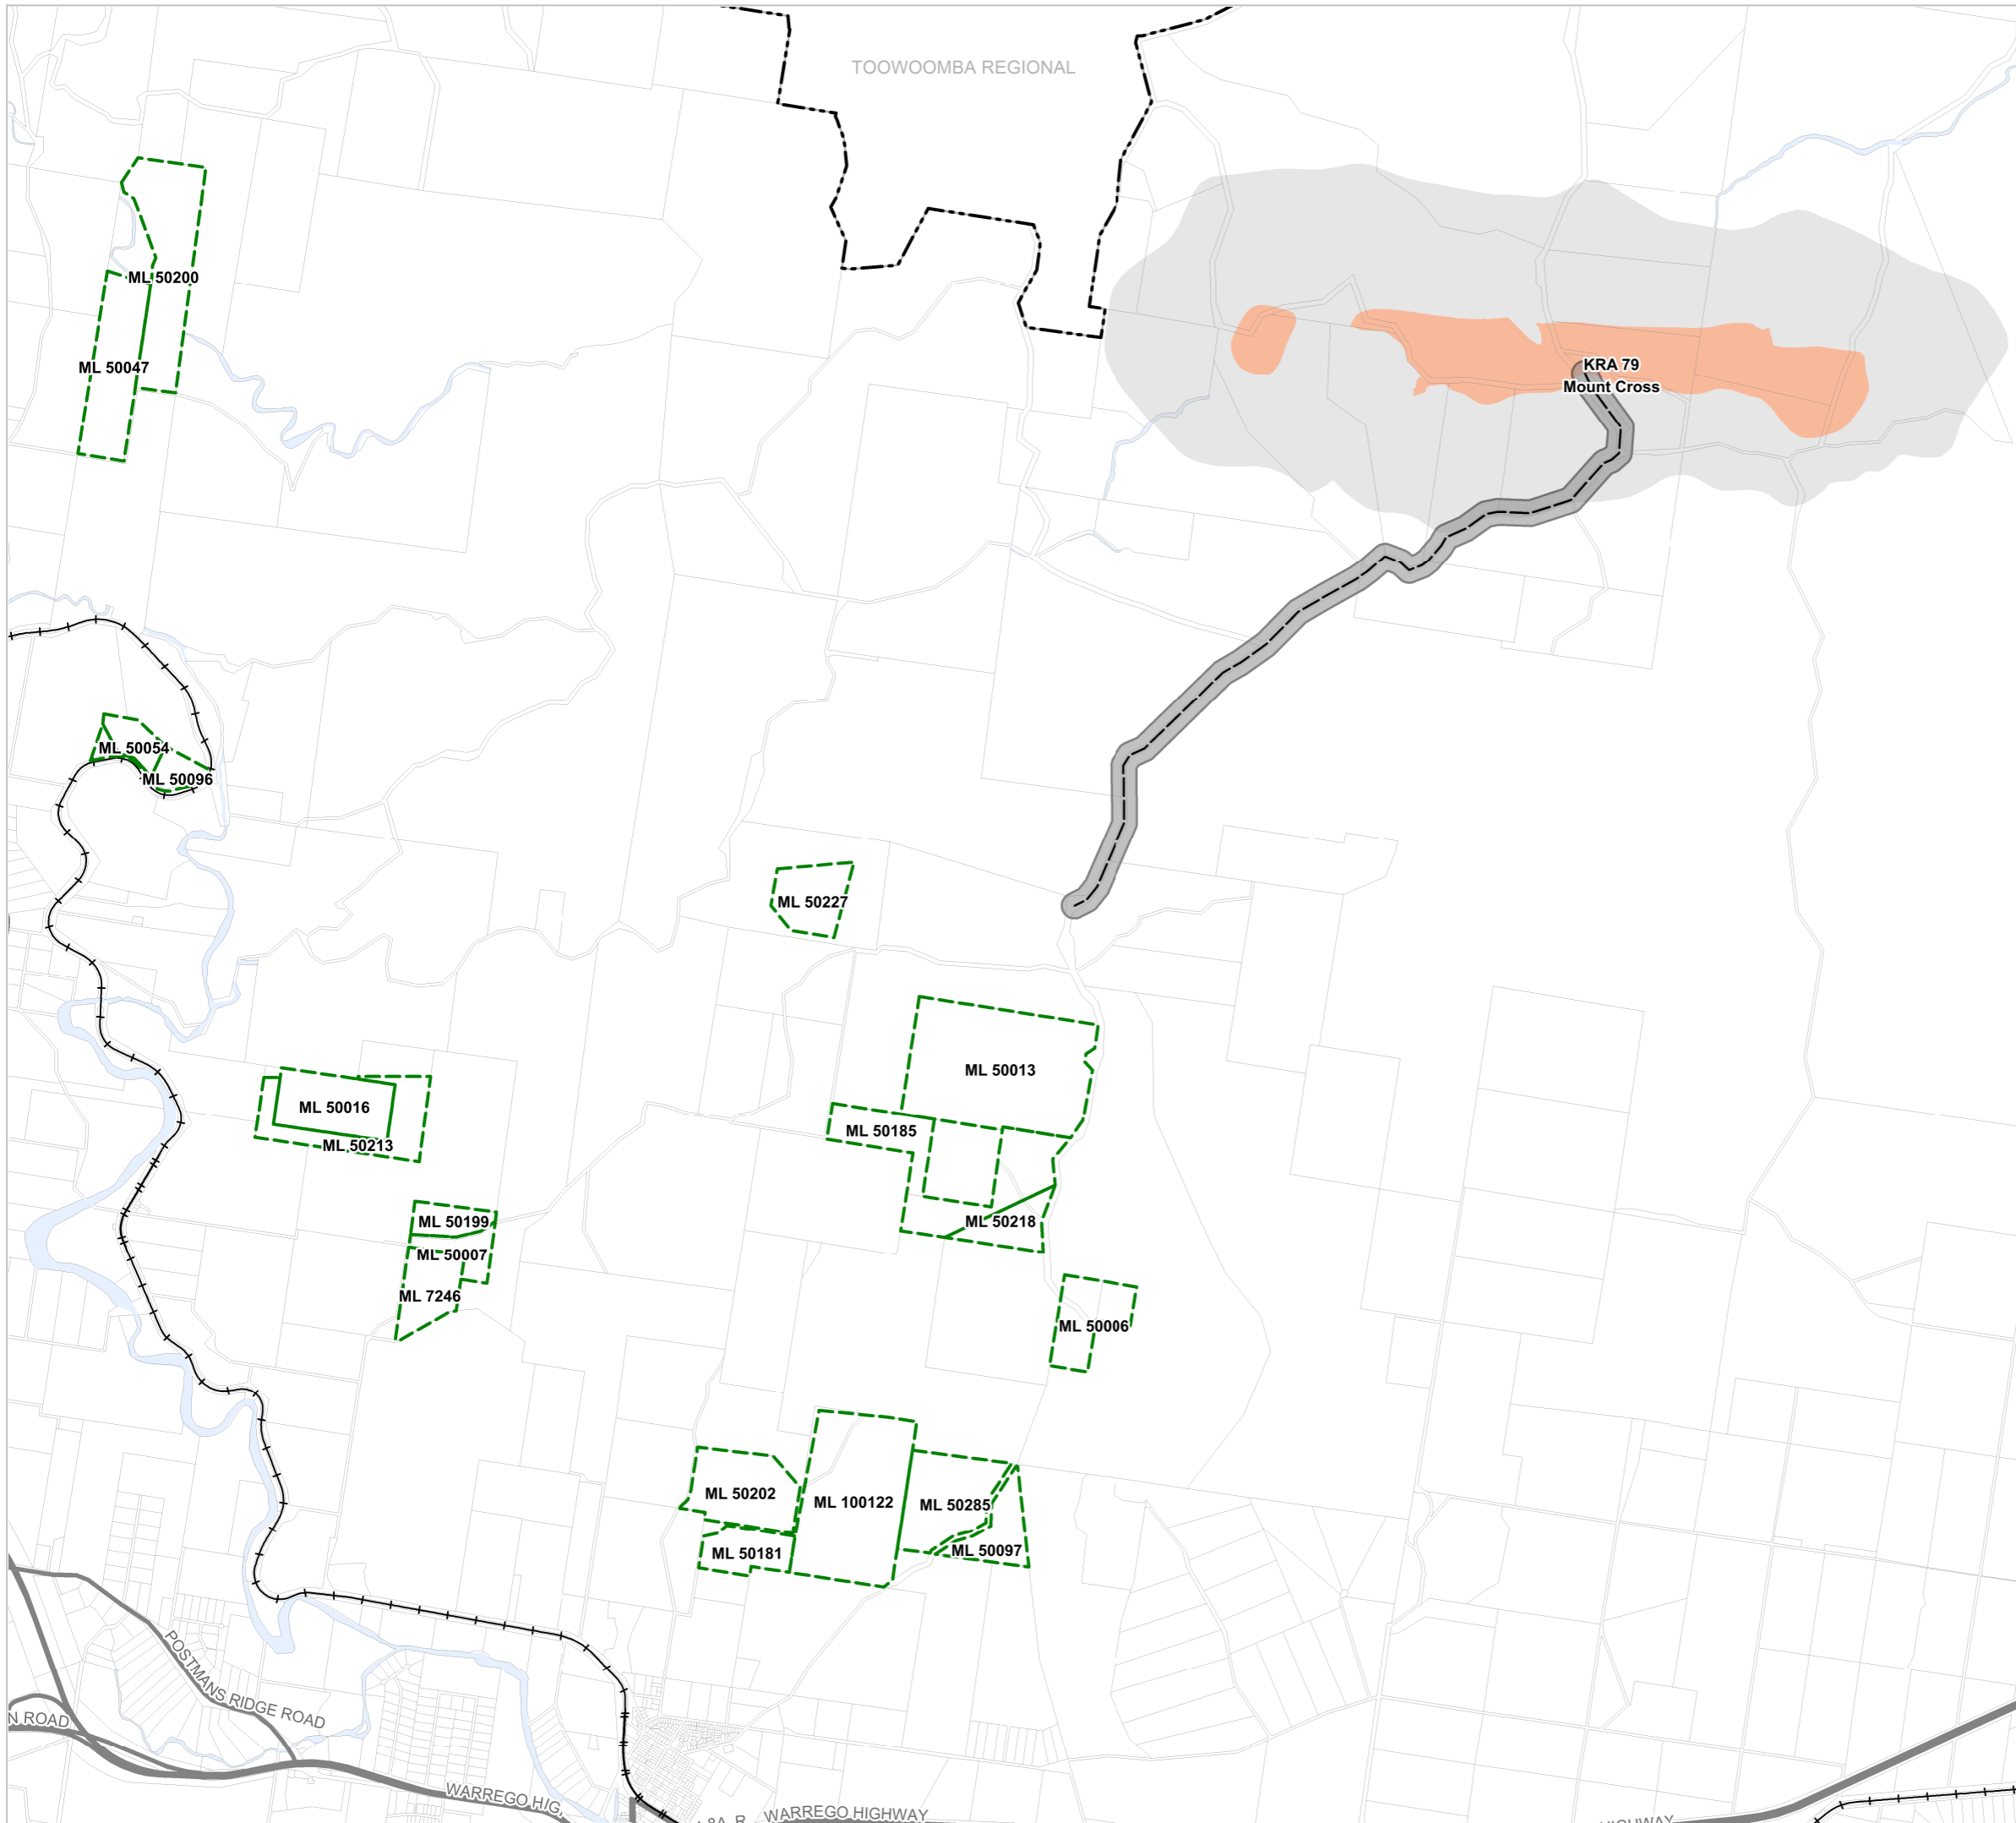 TOOWOOMBA REGIONAL
ML 50200
ML 50047
KRA 79
Mount Cross
ML 50054
ML 50096
ML 50227
ML 50013
ML 50016
ML 50185
ML 50213
ML 50199
ML 50218
ML 50007
ML 7246
ML 50006
ML 50202
ML 100122
ML 50285
ML 50181
ML 50097
POSTMANS RIDGE ROAD
N ROAD
WARREGO HIG
WARREGO HIGHWAY
HIGHWAY